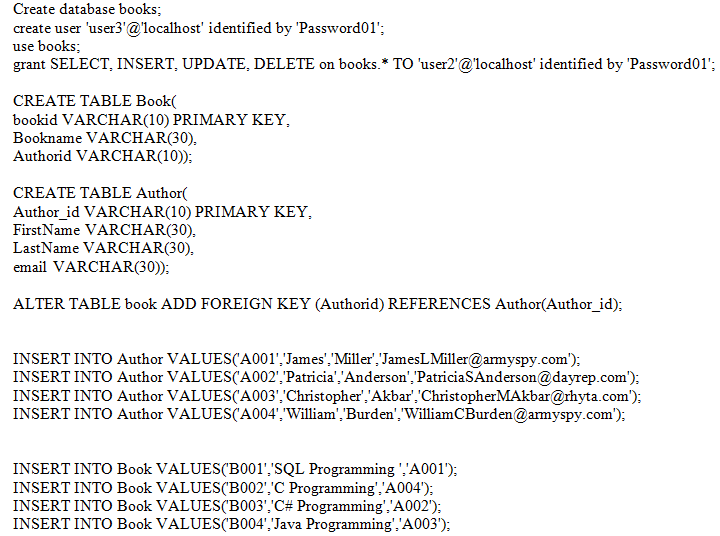 Create database books;
create user 'user3'@'localhost' identified by 'Password01';
use books;
grant SELECT, INSERT, UPDATE, DELETE on books.* TO 'user2'@'localhost' identified by 'Password01';
CREATE TABLE Book(
bookid VARCHAR(10) PRIMARY KEY,
Bookname VARCHAR(30),
Authorid VARCHAR(10));
CREATE TABLE Author(
Author_id VARCHAR(10) PRIMARY KEY,
FirstName VARCHAR(30),
LastName VARCHAR(30),
email VARCHAR(30));
ALTER TABLE book ADD FOREIGN KEY (Authorid) REFERENCES Author(Author_id);
INSERT INTO Author VALUES('A001','James','Miller','JamesLMiller@armyspy.com');
INSERT INTO Author VALUES('A002','Patricia','Anderson','PatriciaSAnderson@dayrep.com');
INSERT INTO Author VALUES('A003','Christopher','Akbar','ChristopherMAkbar@rhyta.com');
INSERT INTO Author VALUES('A004','William','Burden','WilliamCBurden@armyspy.com');
INSERT INTO Book VALUES('B001','SQL Programming ','A001');
INSERT INTO Book VALUES('B002','C Programming','A004');
INSERT INTO Book VALUES('B003','C# Programming','A002');
INSERT INTO Book VALUES('B004','Java Programming','A003');